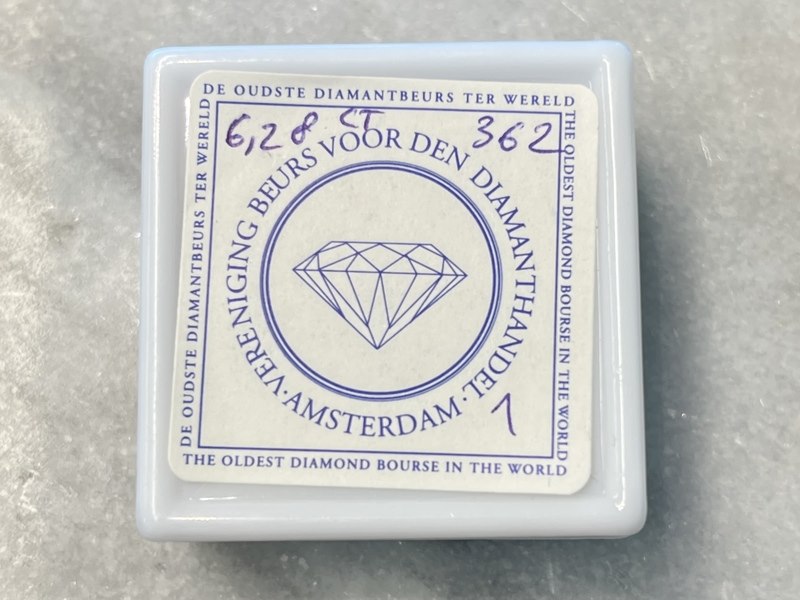 DE OUDSTE DIAMANTBEURS TER WERELD
THE OLDEST DIAMOND BOURSE IN THE WORLD
DE OUDSTE DIAMANTBEURS TER WERELD
6,28 CT
362
VERENIGING BEURS VOOR DEN DIAMANTHANDEL · AMSTERDAM ·
1
THE OLDEST DIAMOND BOURSE IN THE WORLD